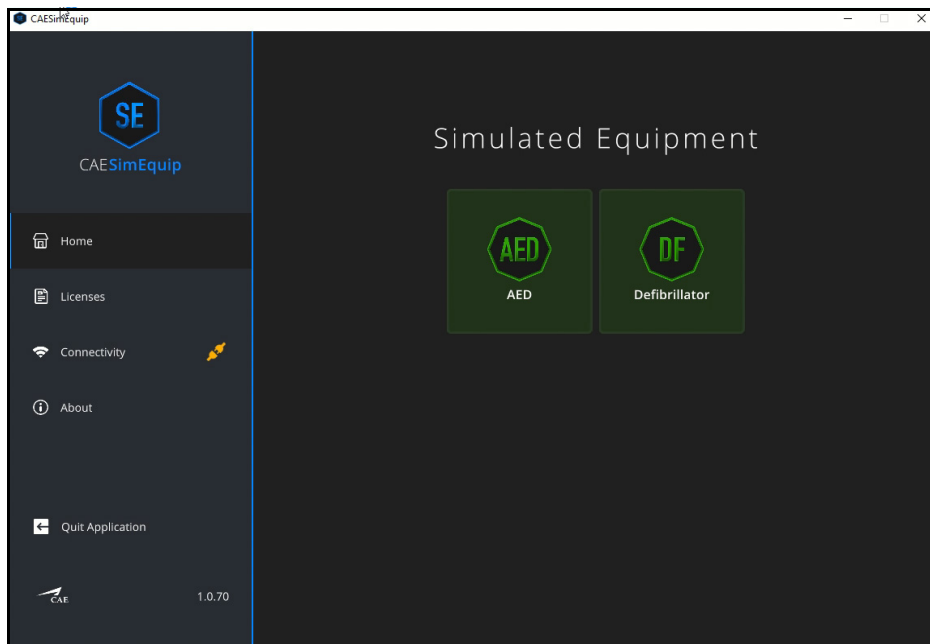 CAESimEquip
SE
CAESimEquip
Home
Licenses
Connectivity
About
Quit Application
CAE
1.0.70
Simulated Equipment
AED
AED
DF
Defibrillator